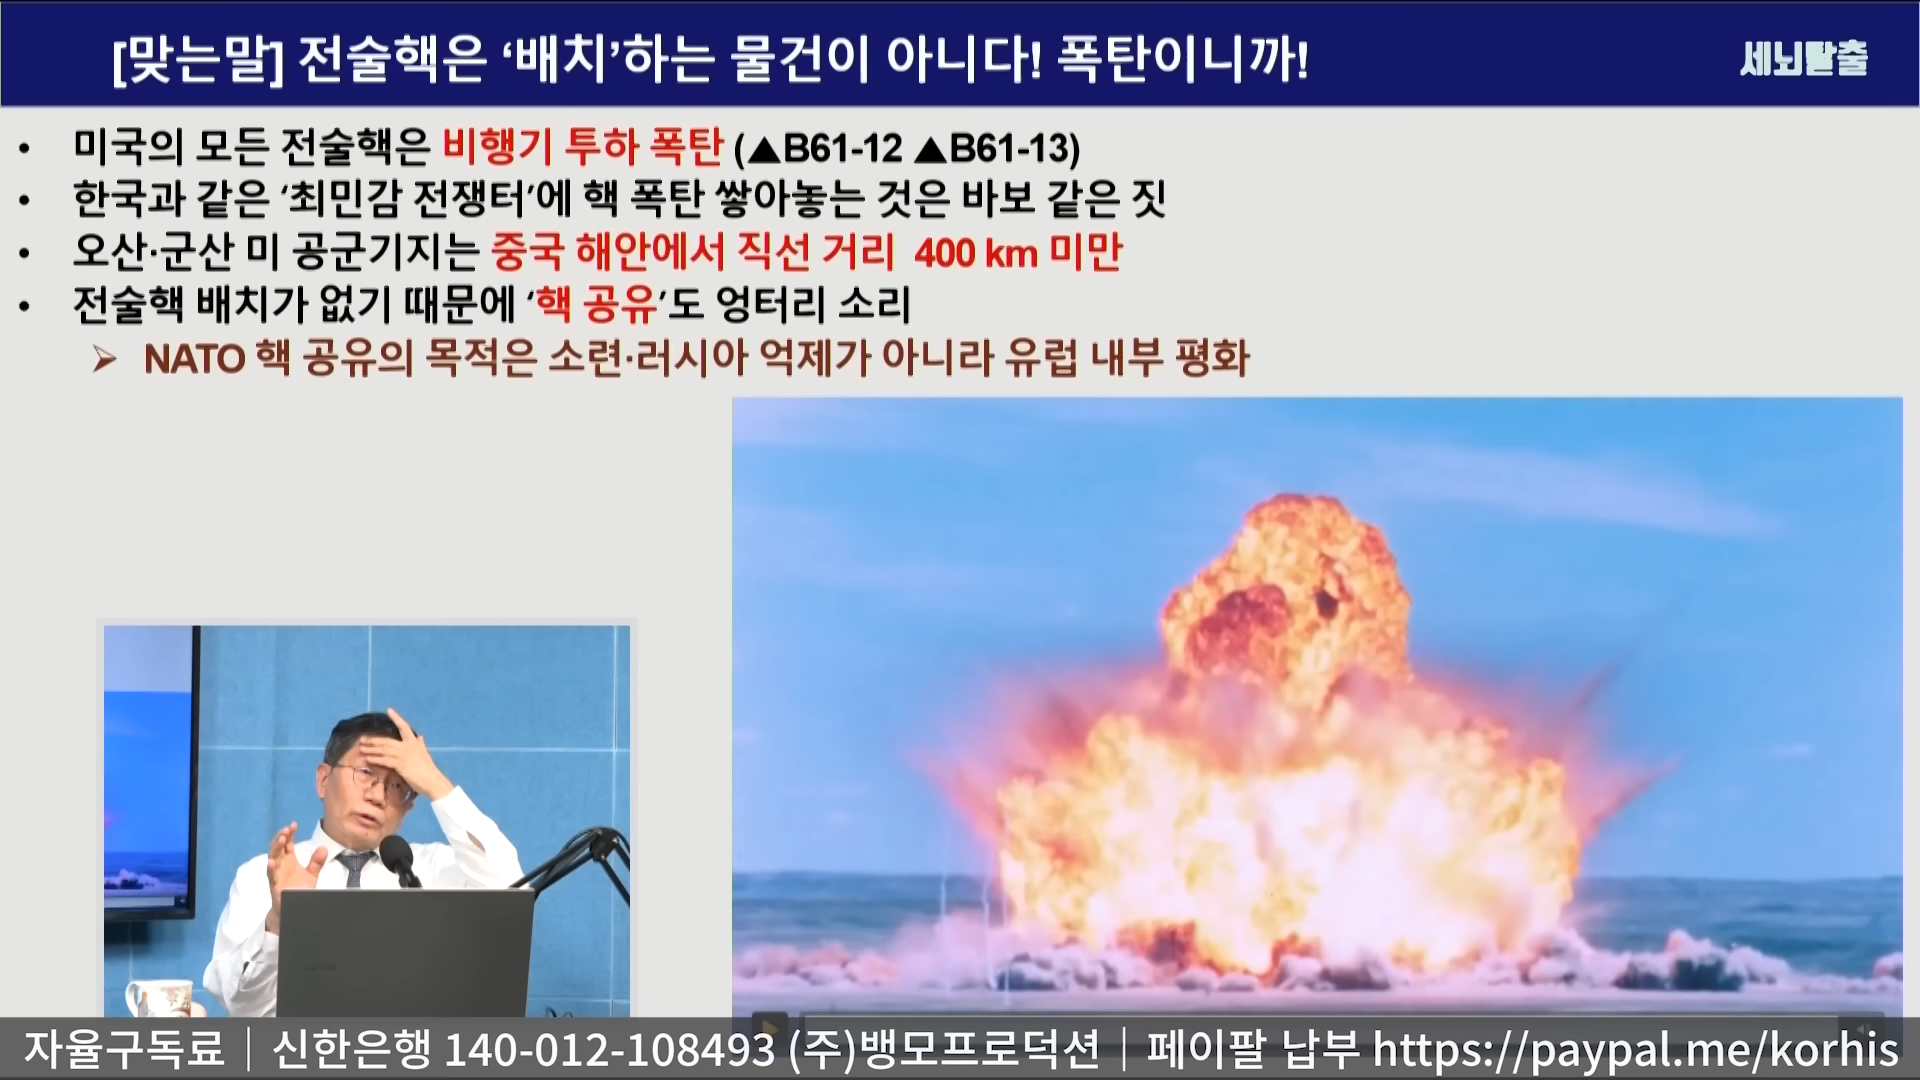 [맞는말] 전술핵은 ‘배치’하는 물건이 아니다! 폭탄이니까!
세뇌탈출
• 미국의 모든 전술핵은 비행기 투하 폭탄 (▲B61-12 ▲B61-13)
• 한국과 같은 ‘최민감 전쟁터’에 핵 폭탄 쌓아놓는 것은 바보 같은 짓
• 오산·군산 미 공군기지는 중국 해안에서 직선 거리 400 km 미만
• 전술핵 배치가 없기 때문에 ‘핵 공유’도 엉터리 소리
➢ NATO 핵 공유의 목적은 소련·러시아 억제가 아니라 유럽 내부 평화
자율구독료│신한은행 140-012-108493 (주)뱅모프로덕션│페이팔 납부 https://paypal.me/korhis